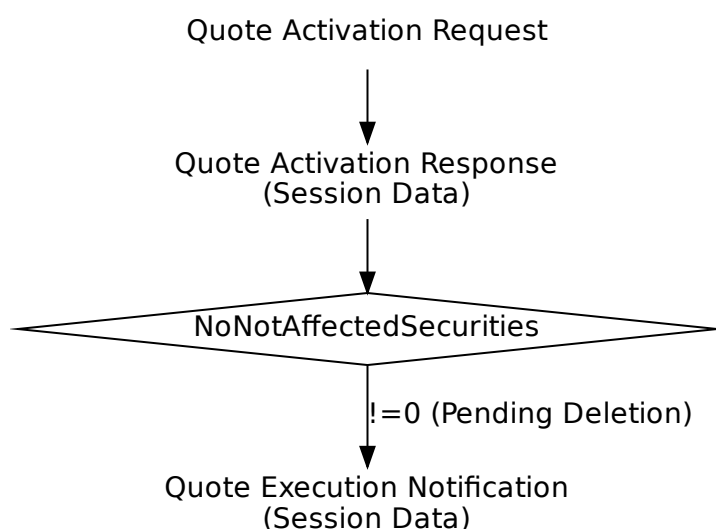 Quote Activation Request
Quote Activation Response
(Session Data)
NoNotAffectedSecurities
!=0 (Pending Deletion)
Quote Execution Notification
(Session Data)